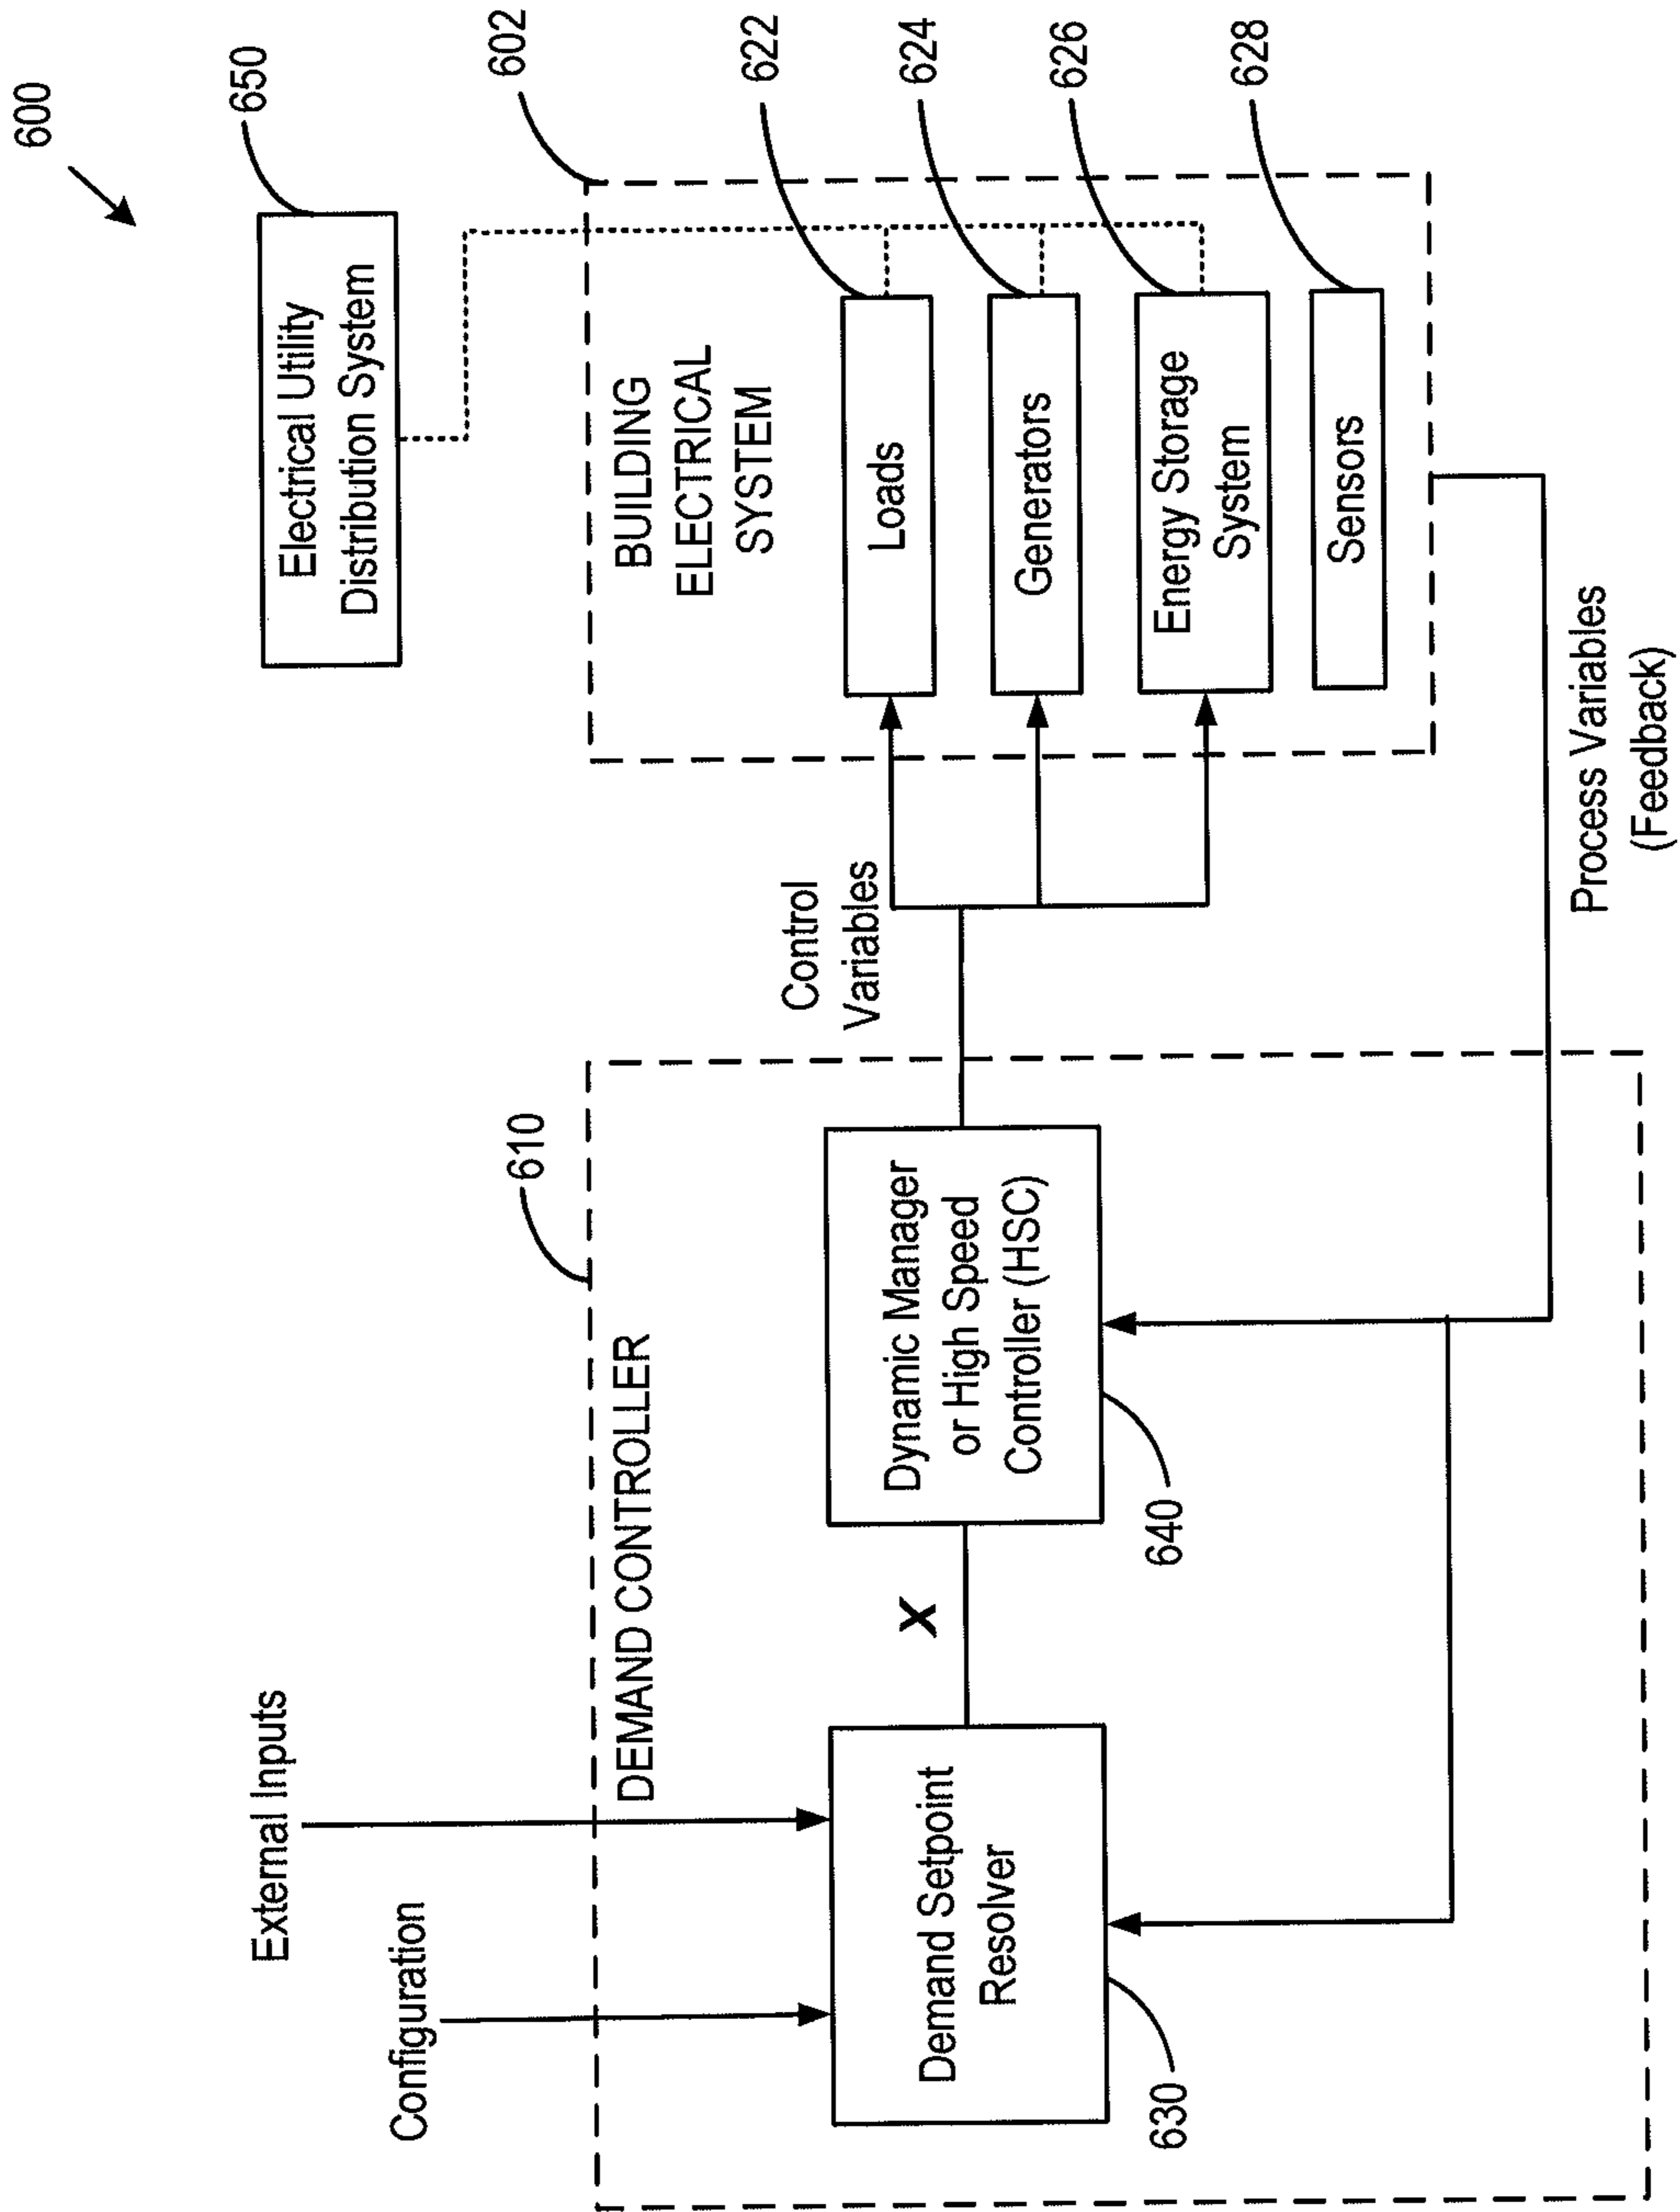 600
Electrical Utility
Distribution System
650
External Inputs
Configuration
610
602
DEMAND CONTROLLER
BUILDING
ELECTRICAL
SYSTEM
Demand Setpoint
Resolver
630
X
Dynamic Manager
or High Speed
Controller (HSC)
640
Control
Variables
Loads
622
Generators
624
Energy Storage
System
626
Sensors
628
Process Variables
(Feedback)